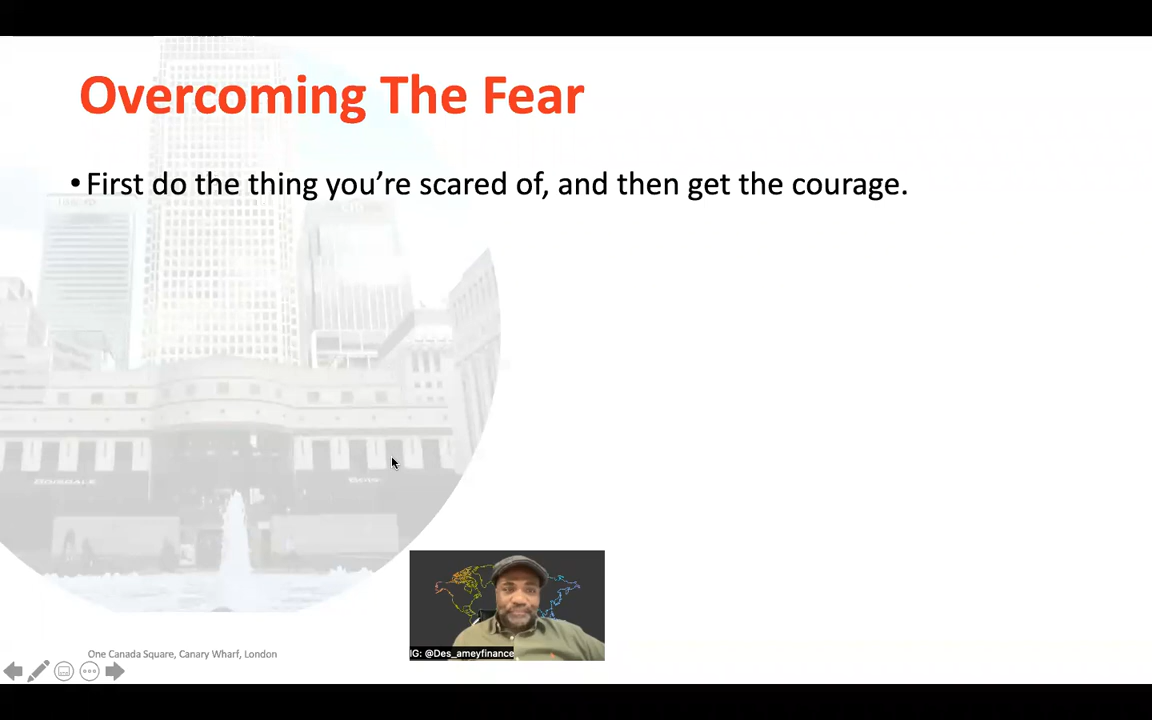 Overcoming The Fear
• First do the thing you’re scared of, and then get the courage.
BOISDALE
One Canada Square, Canary Wharf, London
IG: @Des_ameyfinance